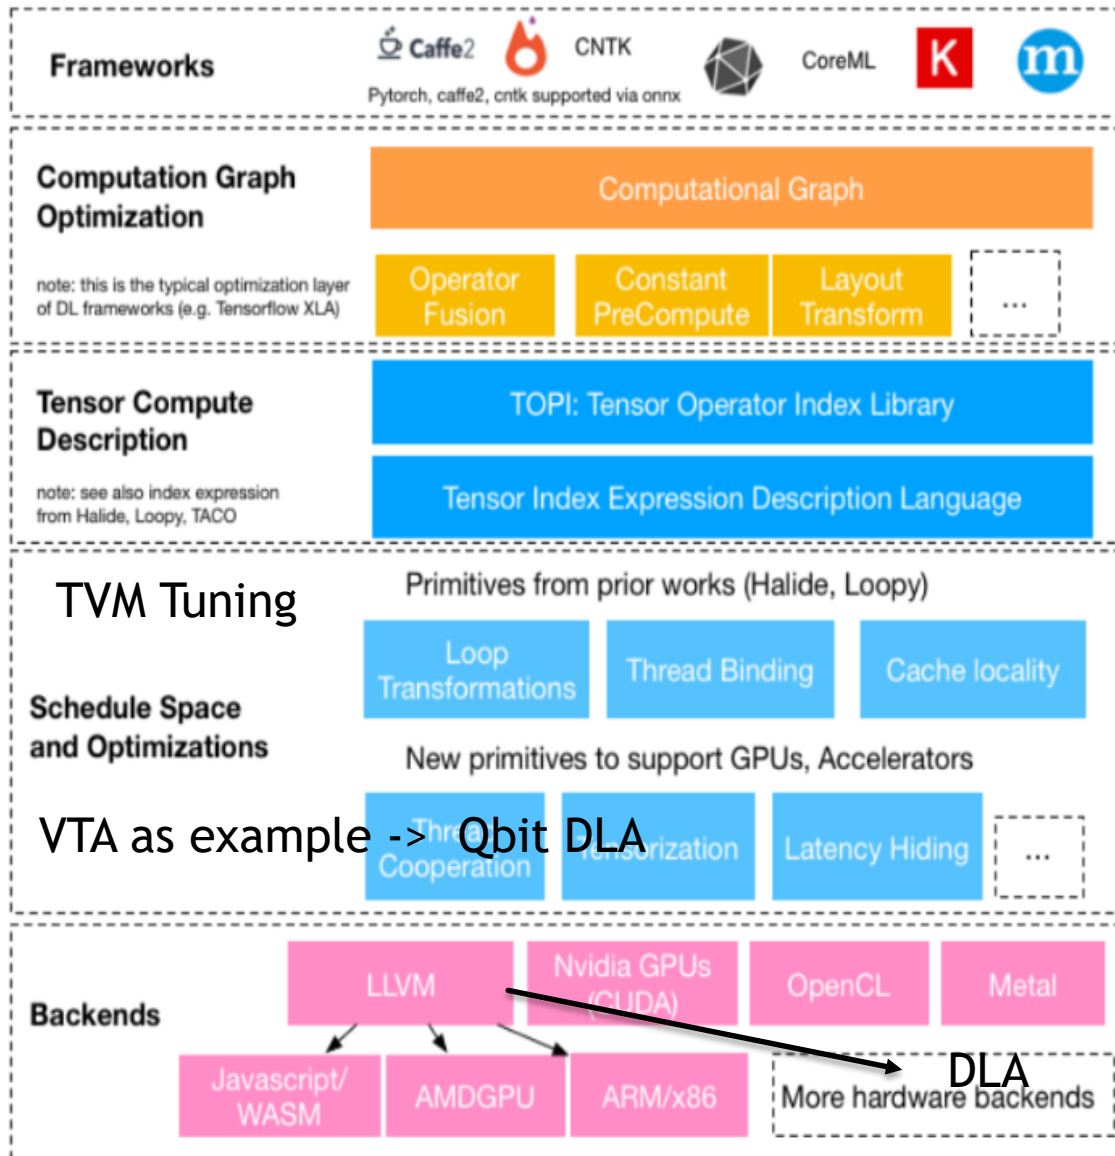 Frameworks
Caffe2
CNTK
CoreML
K
m
Pytorch, caffe2, cntk supported via onnx
Computation Graph
Optimization
Computational Graph
note: this is the typical optimization layer
of DL frameworks (e.g. Tensorflow XLA)
Operator
Fusion
Constant
PreCompute
Layout
Transform
...
Tensor Compute
Description
TOPI: Tensor Operator Index Library
note: see also index expression
from Halide, Loopy, TACO
Tensor Index Expression Description Language
TVM Tuning
Primitives from prior works (Halide, Loopy)
Loop
Transformations
Thread Binding
Cache locality
Schedule Space
and Optimizations
New primitives to support GPUs, Accelerators
VTA as example -> Qbit DLA
Thread
Cooperation
Tensorization
Latency Hiding
...
Backends
LLVM
Nvidia GPUs
(CUDA)
OpenCL
Metal
Javascript/
WASM
AMDGPU
ARM/x86
DLA
More hardware backends